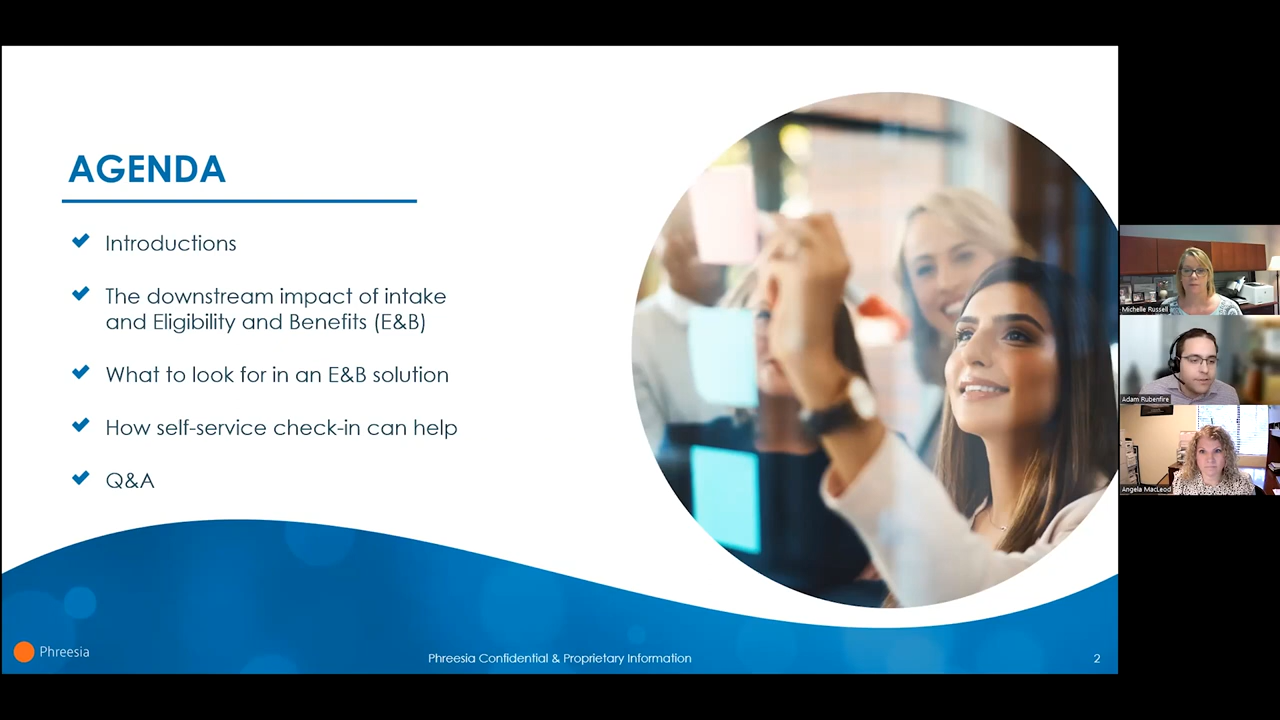 AGENDA
Introductions
The downstream impact of intake
and Eligibility and Benefits (E&B)
What to look for in an E&B solution
How self-service check-in can help
Q&A
Phreesia
Phreesia Confidential & Proprietary Information
2
Michelle Russell
Adam Rubenfire
Angela MacLeod